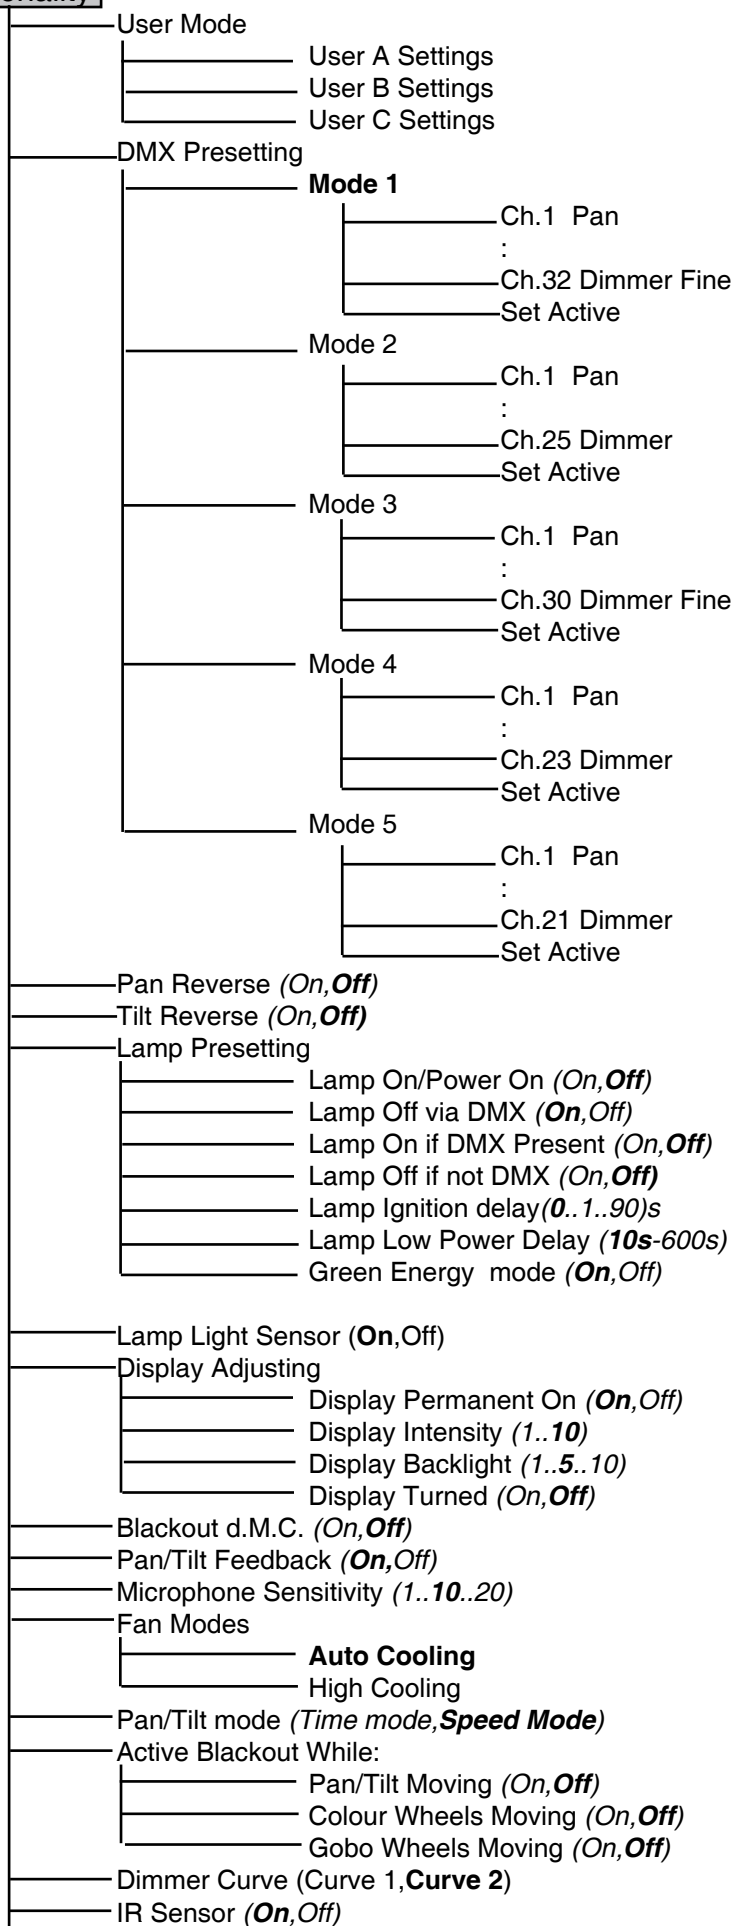 User Mode
User A Settings
User B Settings
User C Settings
DMX Presetting
Mode 1
Ch.1 Pan
:
Ch.32 Dimmer Fine
Set Active
Mode 2
Ch.1 Pan
:
Ch.25 Dimmer
Set Active
Mode 3
Ch.1 Pan
:
Ch.30 Dimmer Fine
Set Active
Mode 4
Ch.1 Pan
:
Ch.23 Dimmer
Set Active
Mode 5
Ch.1 Pan
:
Ch.21 Dimmer
Set Active
Pan Reverse (On,Off)
Tilt Reverse (On,Off)
Lamp Presetting
Lamp On/Power On (On,Off)
Lamp Off via DMX (On,Off)
Lamp On if DMX Present (On,Off)
Lamp Off if not DMX (On,Off)
Lamp Ignition delay(0..1..90)s
Lamp Low Power Delay (10s-600s)
Green Energy mode (On,Off)
Lamp Light Sensor (On,Off)
Display Adjusting
Display Permanent On (On,Off)
Display Intensity (1..10)
Display Backlight (1..5..10)
Display Turned (On,Off)
Blackout d.M.C. (On,Off)
Pan/Tilt Feedback (On,Off)
Microphone Sensitivity (1..10..20)
Fan Modes
Auto Cooling
High Cooling
Pan/Tilt mode (Time mode,Speed Mode)
Active Blackout While:
Pan/Tilt Moving (On,Off)
Colour Wheels Moving (On,Off)
Gobo Wheels Moving (On,Off)
Dimmer Curve (Curve 1,Curve 2)
IR Sensor (On,Off)